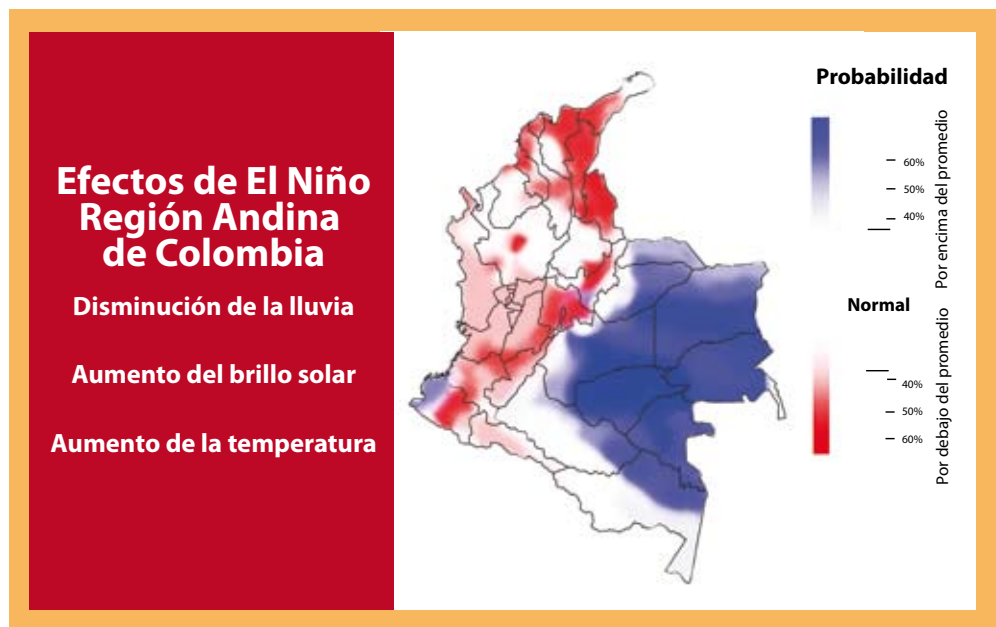 Efectos de El Niño
Región Andina
de Colombia
Disminución de la lluvia
Aumento del brillo solar
Aumento de la temperatura
Probabilidad
60%
50%
40%
Por encima del promedio
Normal
40%
50%
60%
Por debajo del promedio